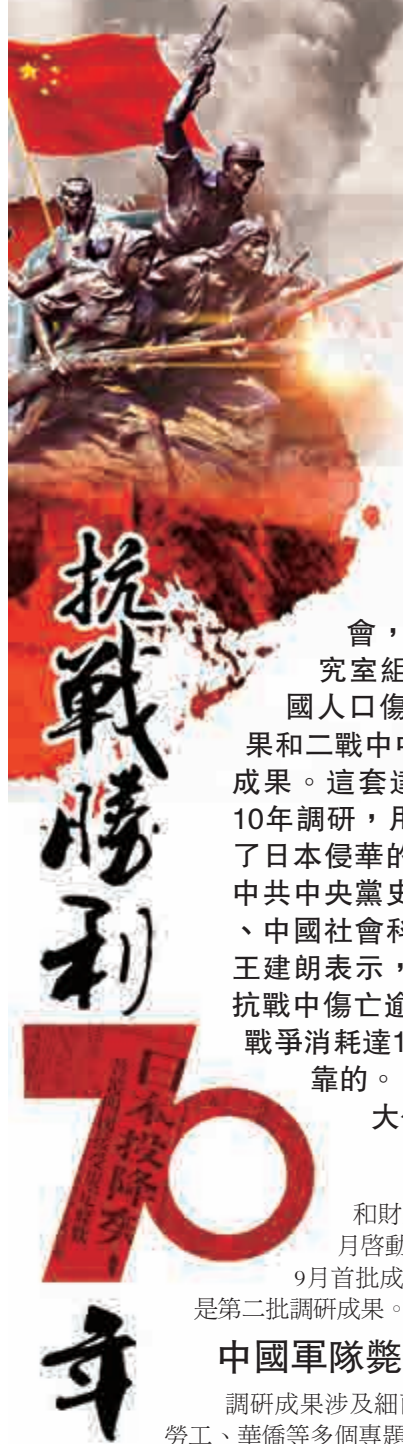 抗戰勝利
70
日本投降矣！
年
會，
究室組
國人口傷
果和二戰中中
成果。這套達
10年調研，用
了日本侵華的
中共中央黨史
、中國社會科
王建朗表示，
抗戰中傷亡逾
戰爭消耗達1
靠的。
大
和財
月啓動
9月首批成
是第二批調研成果。
中國軍隊斃
調研成果涉及細
勞工、華僑等多個專題